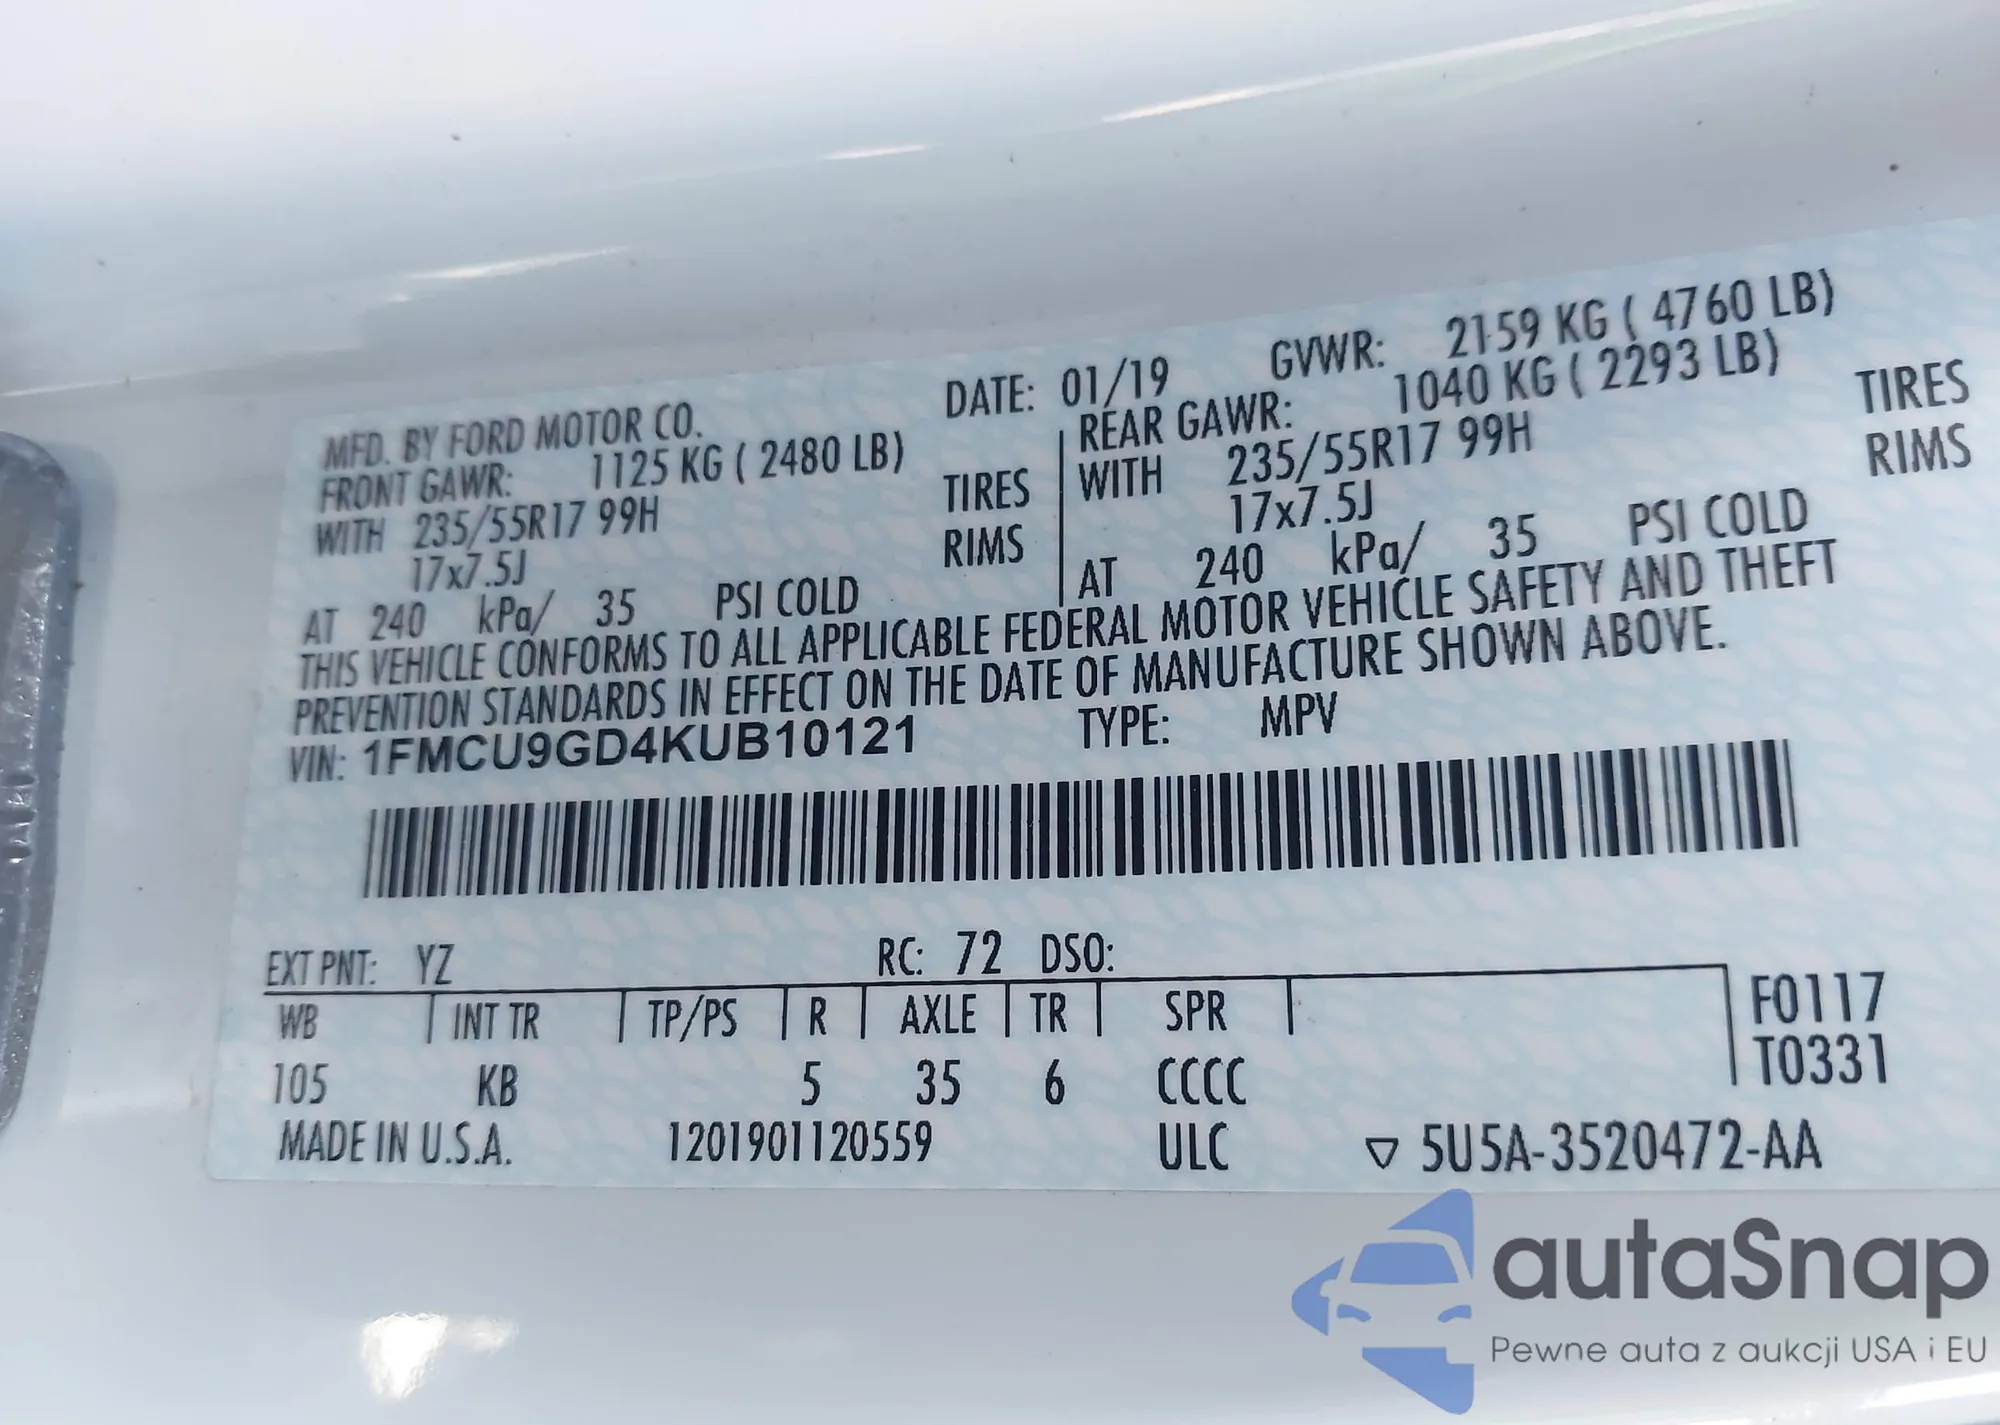 MFD. BY FORD MOTOR CO. DATE: 01/19 GVWR: 2159 KG ( 4760 LB)
FRONT GAWR: 1125 KG ( 2480 LB) REAR GAWR: 1040 KG ( 2293 LB)
WITH 235/55R17 99H TIRES WITH 235/55R17 99H TIRES
17x7.5J RIMS 17x7.5J RIMS
AT 240 kPa/ 35 PSI COLD AT 240 kPa/ 35 PSI COLD
THIS VEHICLE CONFORMS TO ALL APPLICABLE FEDERAL MOTOR VEHICLE SAFETY AND THEFT
PREVENTION STANDARDS IN EFFECT ON THE DATE OF MANUFACTURE SHOWN ABOVE.
VIN: 1FMCU9GD4KUB10121 TYPE: MPV
EXT PNT: YZ RC: 72 DSO:
WB INT TR TP/PS R AXLE TR SPR F0117
T0331
105 KB 5 35 6 CCCC
MADE IN U.S.A. 1201901120559 ULC ▽ 5U5A-3520472-AA
autaSnap
Pewne auta z aukcji USA i EU